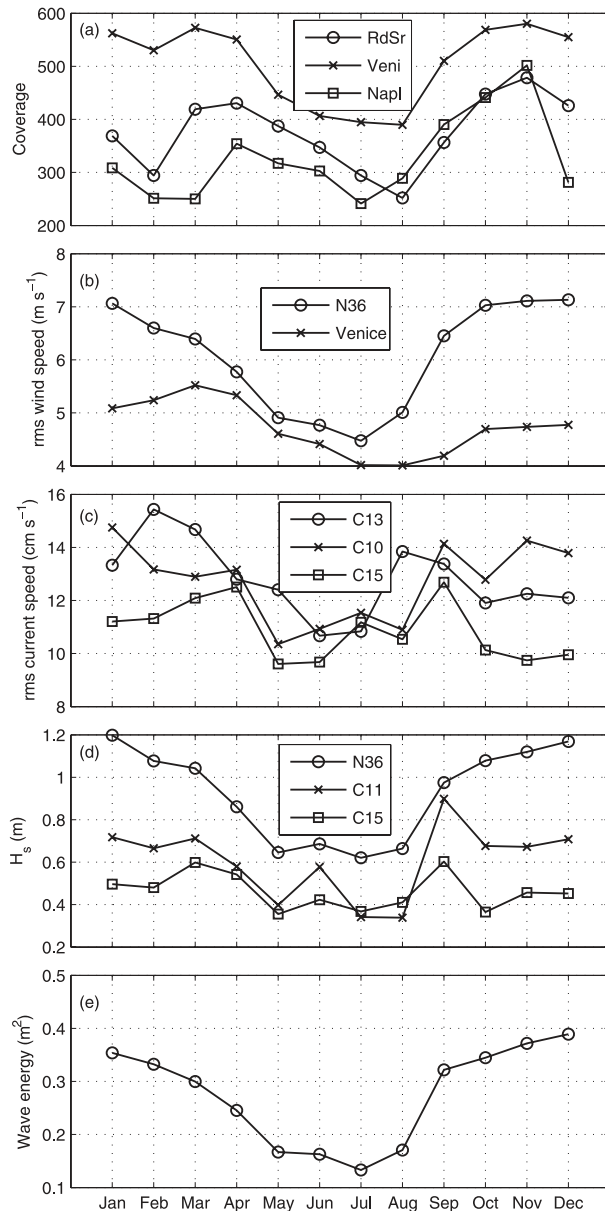 600
500
400
300
200
Coverage
(a)
RdSr
Veni
Napl
8
7
6
5
4
rms wind speed (m s⁻¹)
(b)
N36
Venice
16
14
12
10
8
rms current speed (cm s⁻¹)
(c)
C13
C10
C15
1.2
1
0.8
0.6
0.4
0.2
Hₛ (m)
(d)
N36
C11
C15
0.5
0.4
0.3
0.2
0.1
Wave energy (m²)
(e)
Jan Feb Mar Apr May Jun Jul Aug Sep Oct Nov Dec